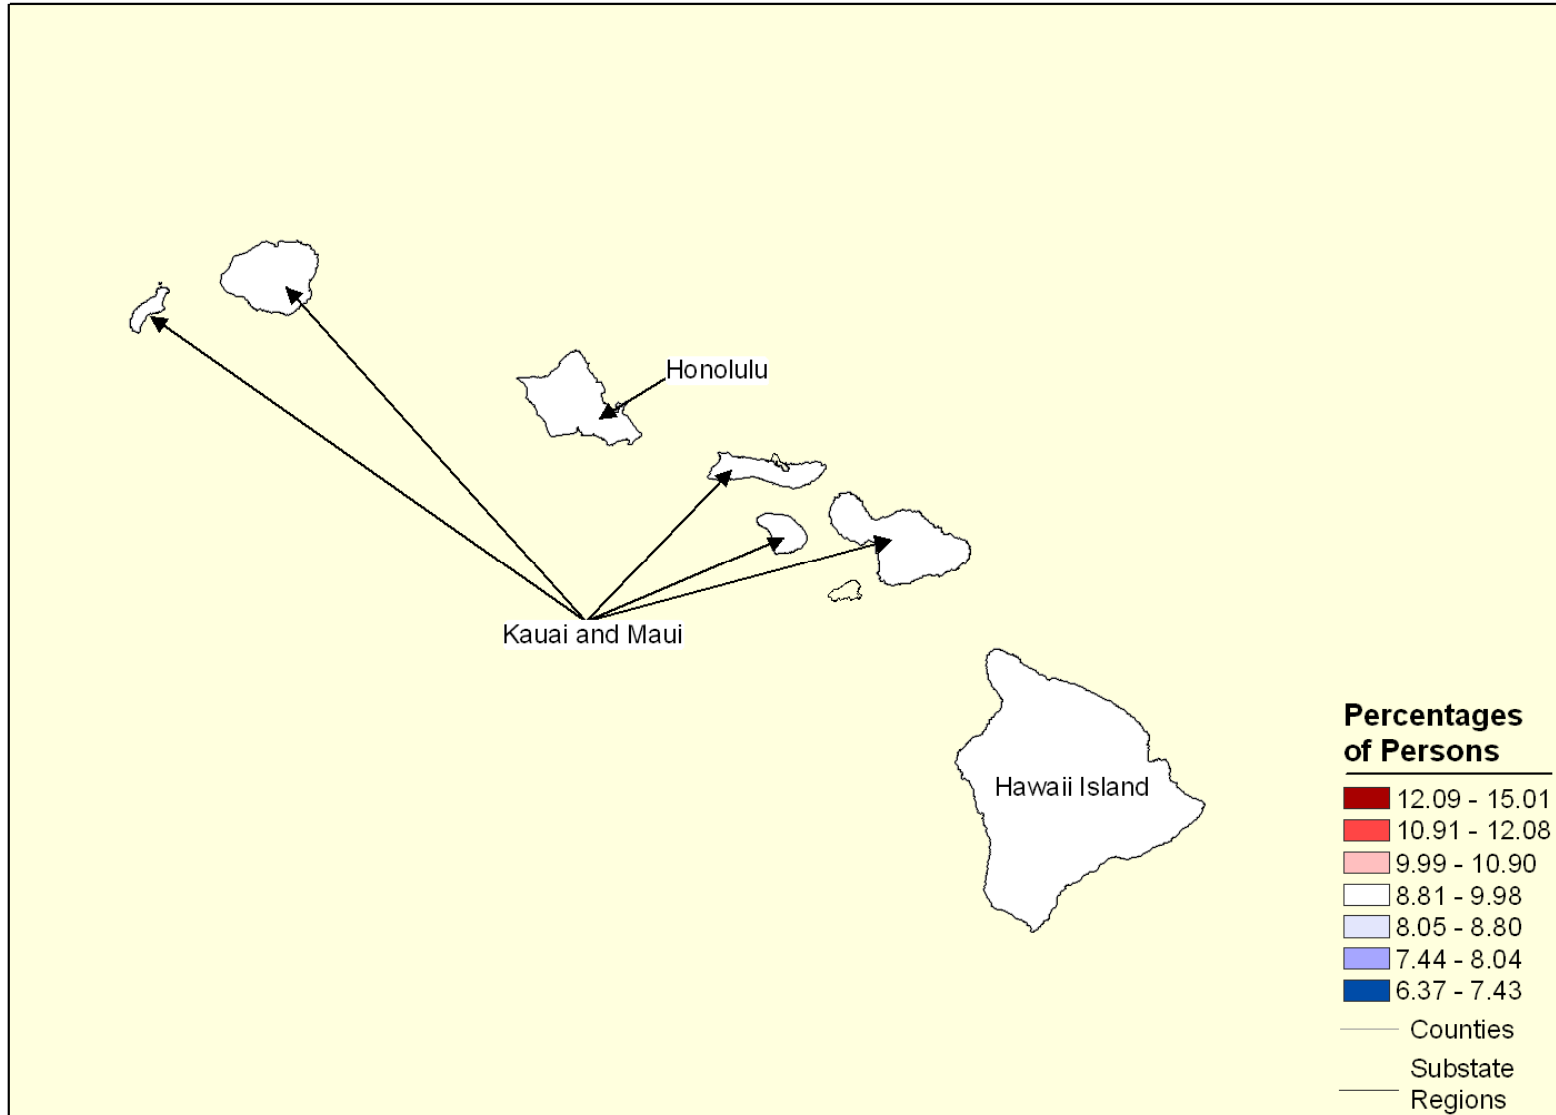 Honolulu
Kauai and Maui
Hawaii Island
Percentages
of Persons
12.09 - 15.01
10.91 - 12.08
9.99 - 10.90
8.81 - 9.98
8.05 - 8.80
7.44 - 8.04
6.37 - 7.43
Counties
Substate
Regions